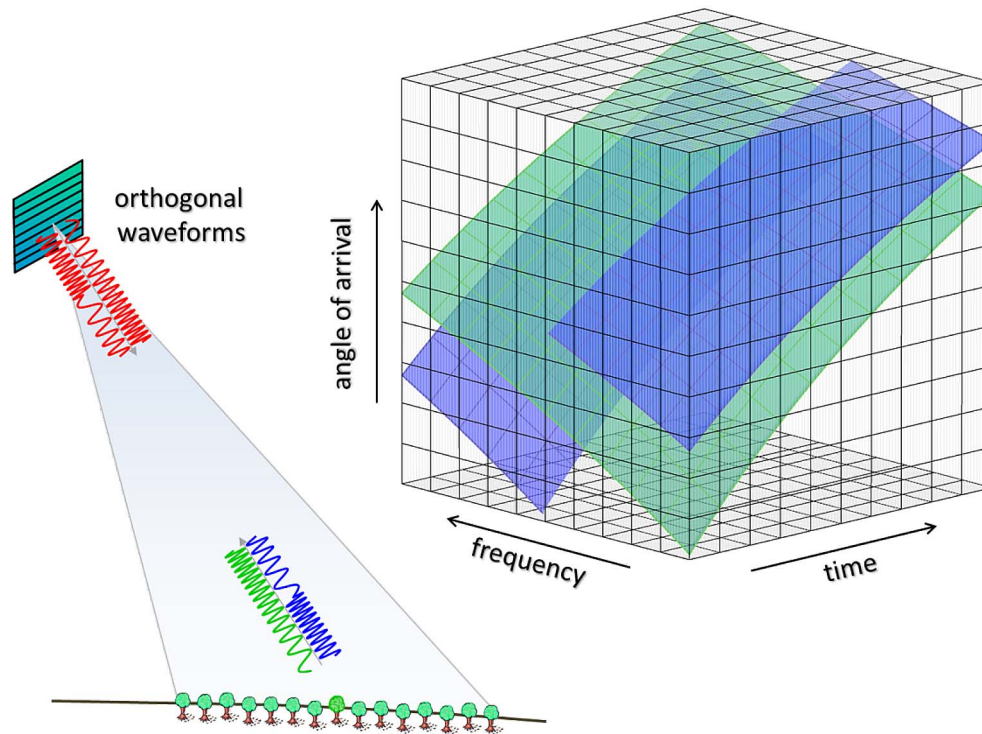 orthogonal
waveforms
angle of arrival
frequency
time